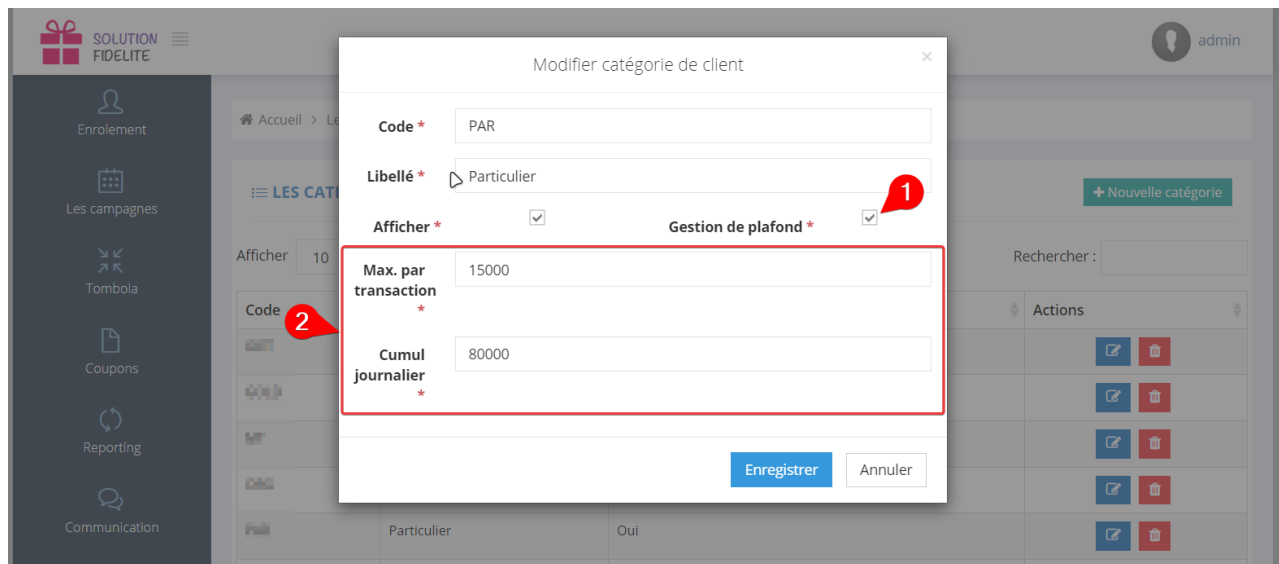 SOLUTION
FIDELITE
admin
Enrolement
Les campagnes
Tombola
Coupons
Reporting
Communication
Accueil > Le
LES CATE
+ Nouvelle catégorie
Afficher 10
Rechercher :
Code
Actions
Particulier Oui
Modifier catégorie de client ×
Code * PAR
Libellé * Particulier
1
Afficher * Gestion de plafond *
2
Max. par
transaction
*
15000
Cumul
journalier
*
80000
Enregistrer Annuler